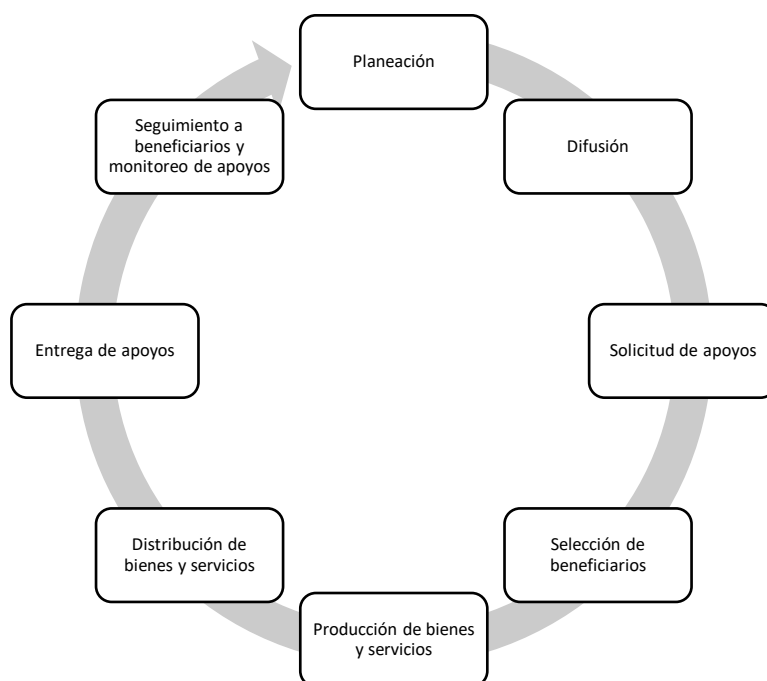 Planeación
Difusión
Solicitud de apoyos
Selección de
beneficiarios
Producción de bienes
y servicios
Distribución de
bienes y servicios
Entrega de apoyos
Seguimiento a
beneficiarios y
monitoreo de apoyos